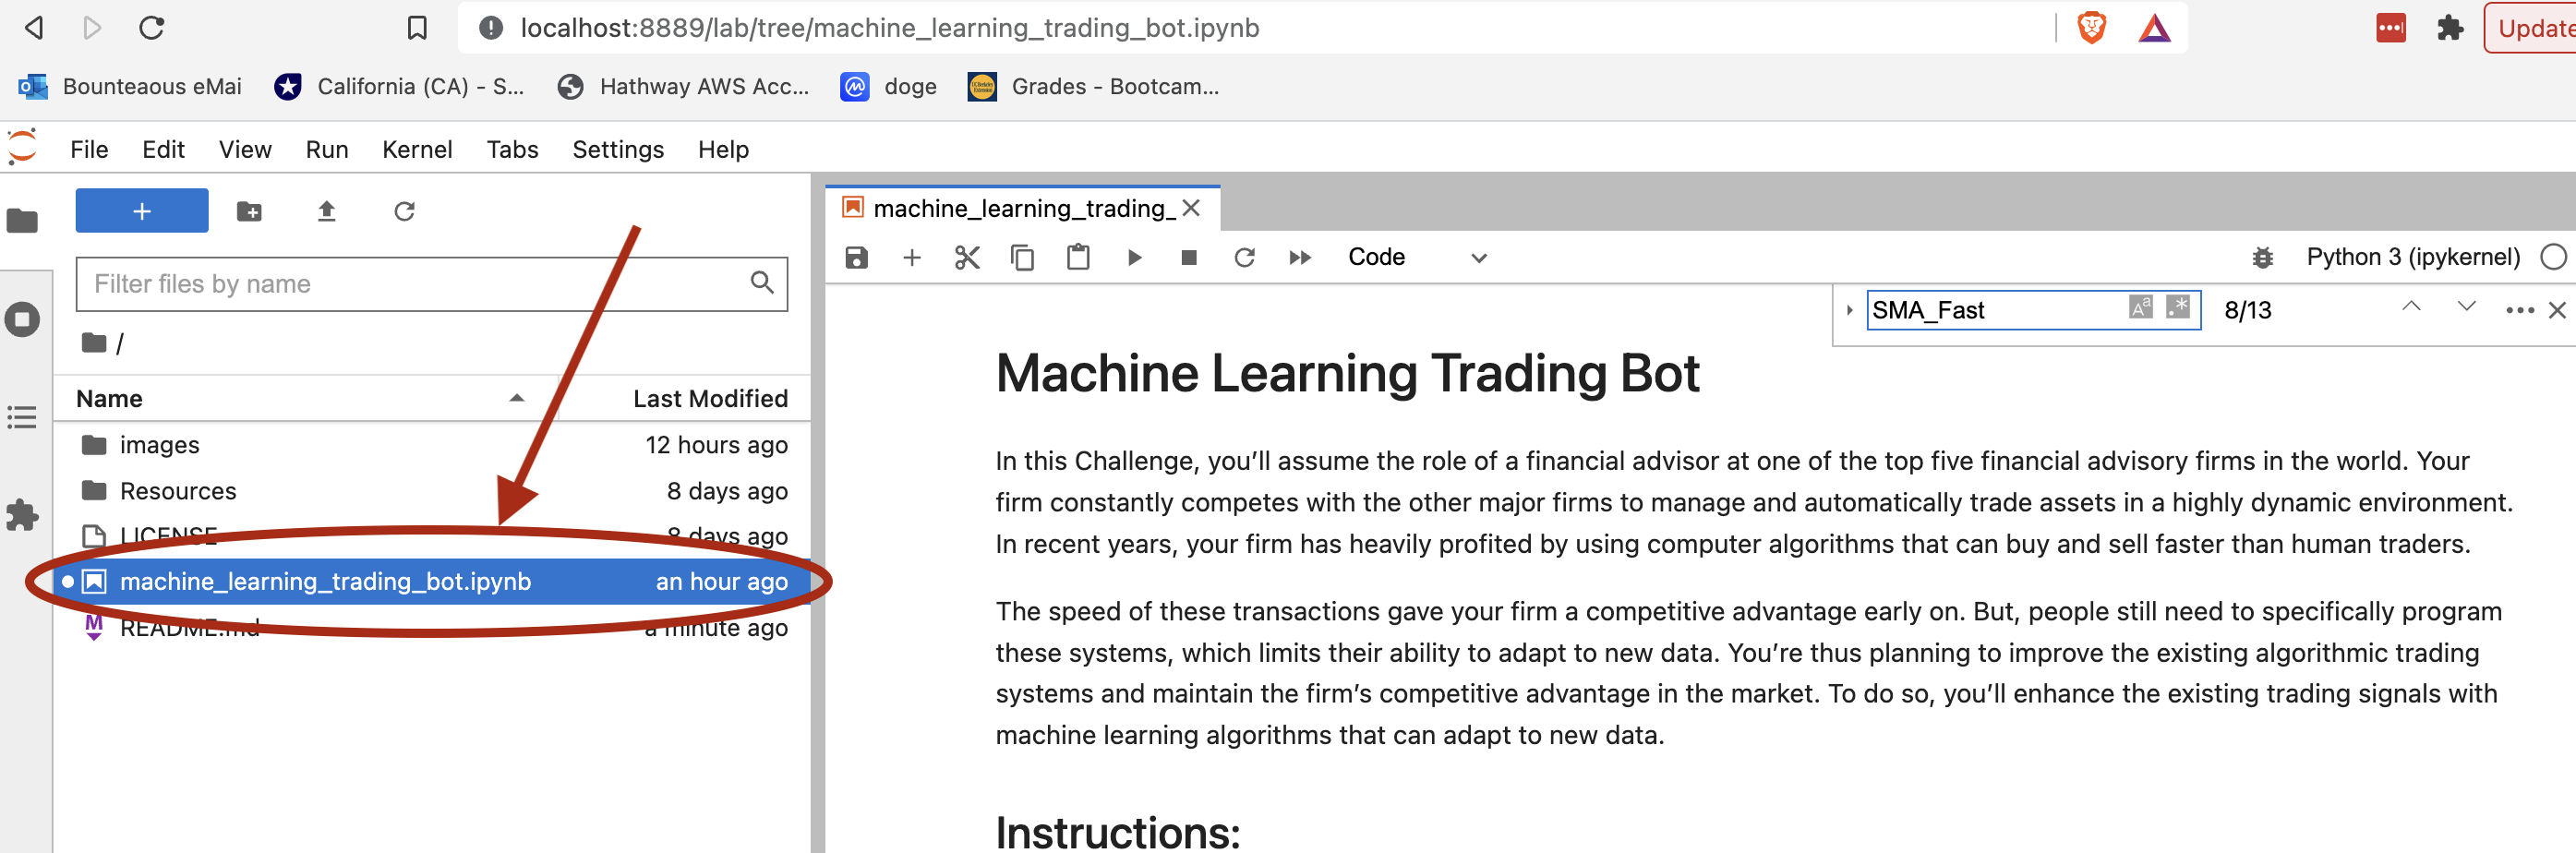 localhost:8889/lab/tree/machine_learning_trading_bot.ipynb
Update
Bounteaous eMai
California (CA) - S...
Hathway AWS Acc...
doge
Grades - Bootcam...
File Edit View Run Kernel Tabs Settings Help
machine_learning_trading_
Filter files by name
Code
Python 3 (ipykernel)
/
SMA_Fast
8/13
Name
Last Modified
images 12 hours ago
Resources 8 days ago
LICENSE 8 days ago
machine_learning_trading_bot.ipynb an hour ago
README.md a minute ago
Machine Learning Trading Bot
In this Challenge, you’ll assume the role of a financial advisor at one of the top five financial advisory firms in the world. Your
firm constantly competes with the other major firms to manage and automatically trade assets in a highly dynamic environment.
In recent years, your firm has heavily profited by using computer algorithms that can buy and sell faster than human traders.
The speed of these transactions gave your firm a competitive advantage early on. But, people still need to specifically program
these systems, which limits their ability to adapt to new data. You’re thus planning to improve the existing algorithmic trading
systems and maintain the firm’s competitive advantage in the market. To do so, you’ll enhance the existing trading signals with
machine learning algorithms that can adapt to new data.
Instructions: